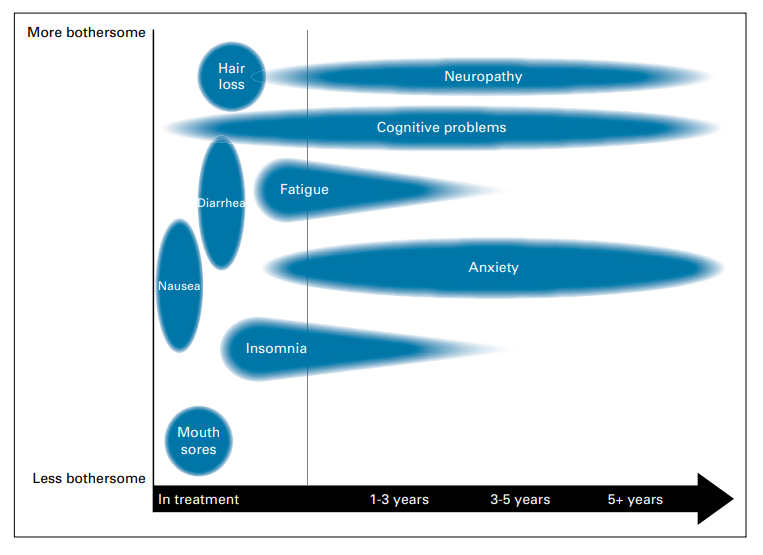 More bothersome
Hair
loss
Neuropathy
Cognitive problems
Fatigue
Diarrhea
Anxiety
Nausea
Insomnia
Mouth
sores
Less bothersome
In treatment
1-3 years
3-5 years
5+ years